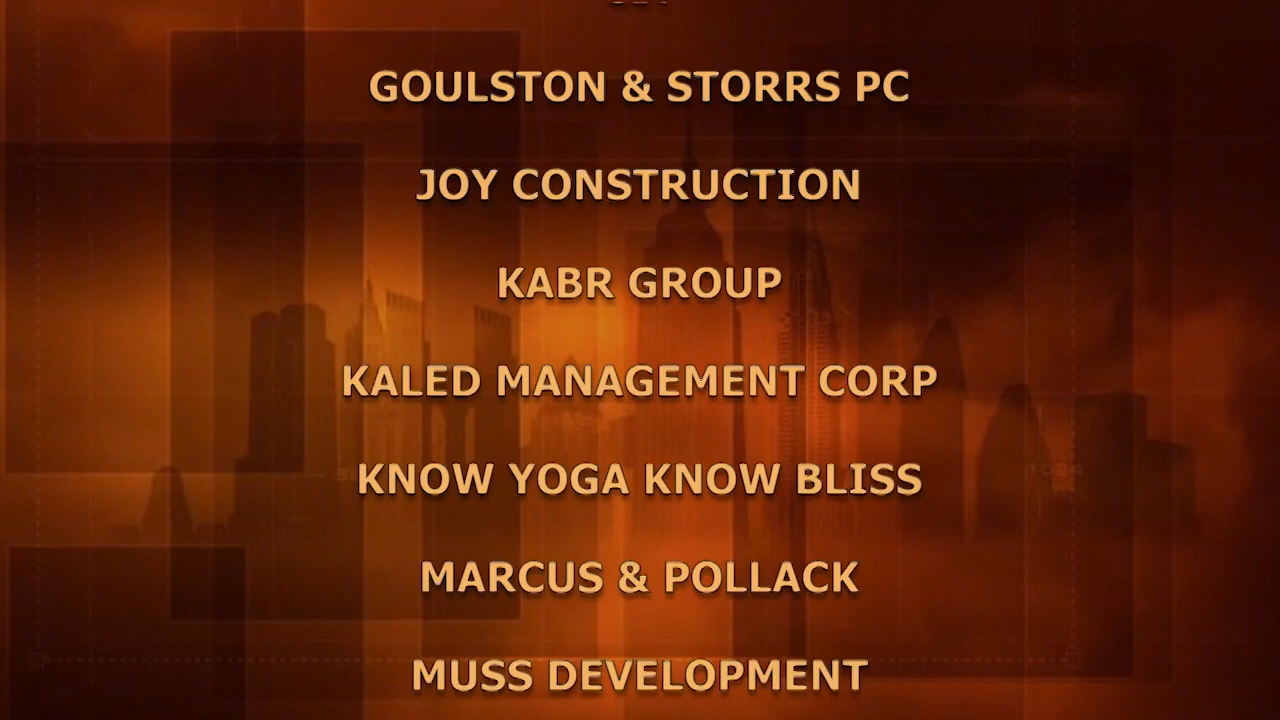 GOULSTON & STORRS PC
JOY CONSTRUCTION
KABR GROUP
KALED MANAGEMENT CORP
KNOW YOGA KNOW BLISS
MARCUS & POLLACK
MUSS DEVELOPMENT